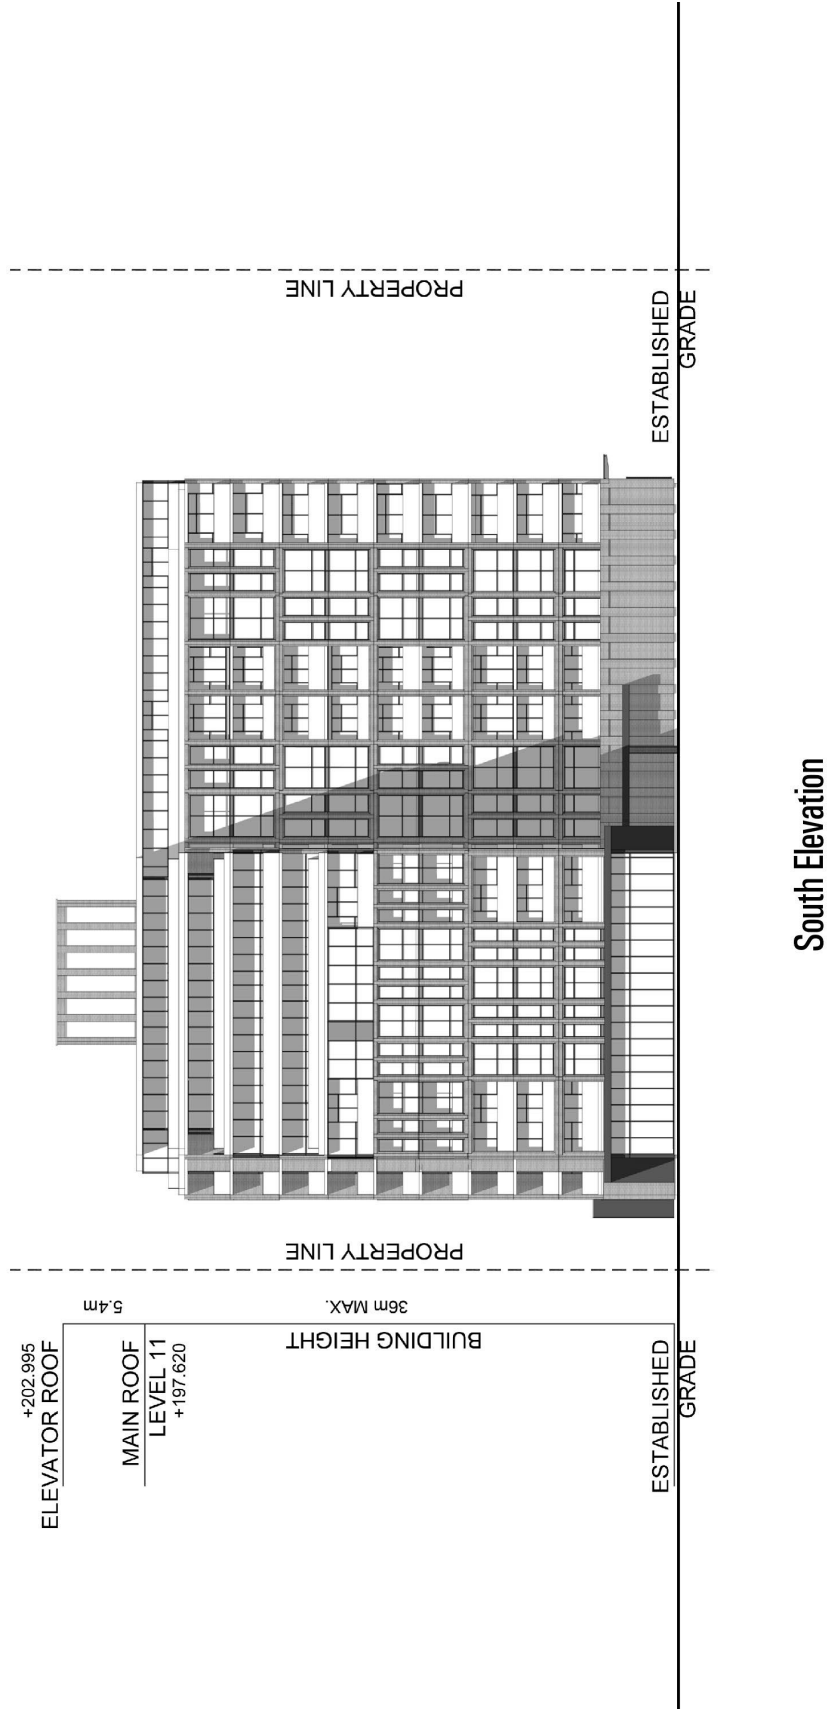 +202.995
ELEVATOR ROOF
5.4m
MAIN ROOF
LEVEL 11
+197.620
36m MAX.
BUILDING HEIGHT
ESTABLISHED
GRADE
PROPERTY LINE
PROPERTY LINE
ESTABLISHED
GRADE
South Elevation